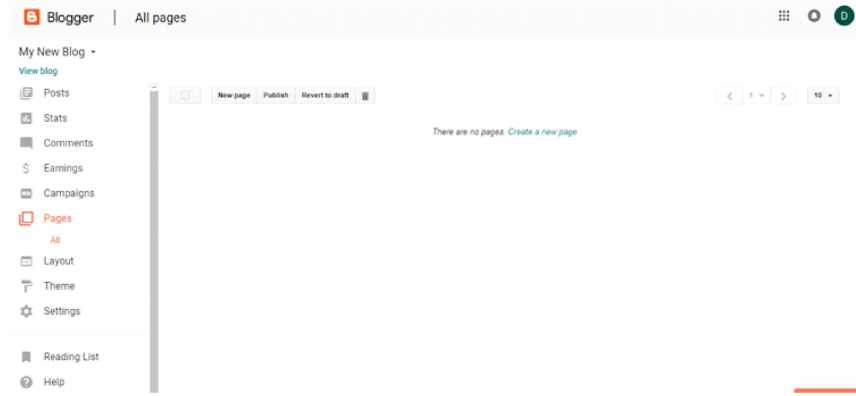 Blogger | All pages
D
My New Blog
View blog
Posts
New page Publish Revert to draft
1
10
Stats
There are no pages. Create a new page
Comments
Earnings
Campaigns
Pages
All
Layout
Theme
Settings
Reading List
Help